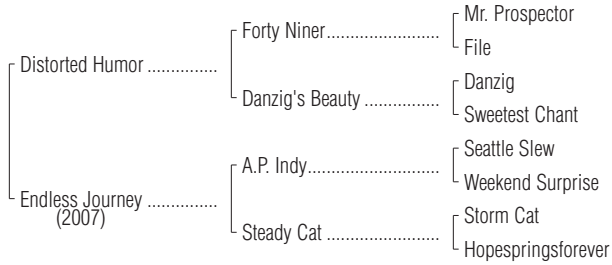 Mr. Prospector
Forty Niner
File
Distorted Humor
Danzig
Danzig's Beauty
Sweetest Chant
Seattle Slew
A.P. Indy
Weekend Surprise
Endless Journey
(2007)
Storm Cat
Steady Cat
Hopespringsforever